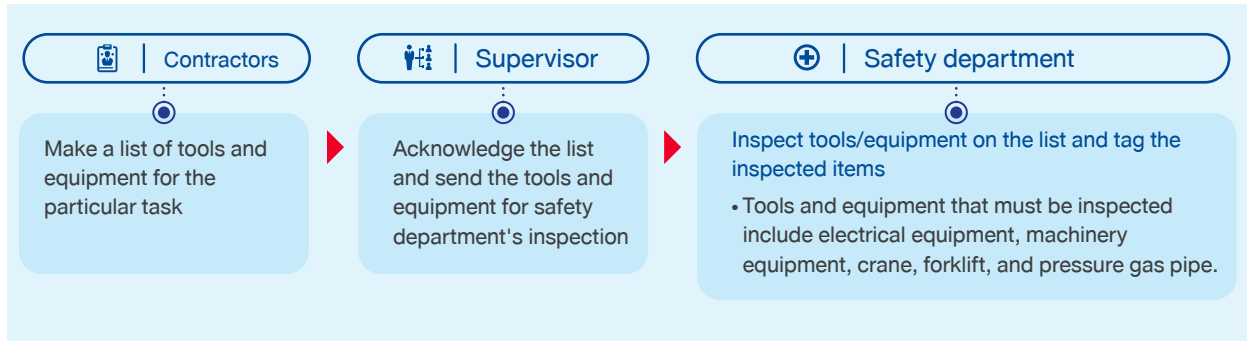 Contractors
Make a list of tools and
equipment for the
particular task
Supervisor
Acknowledge the list
and send the tools and
equipment for safety
department's inspection
Safety department
Inspect tools/equipment on the list and tag the
inspected items
• Tools and equipment that must be inspected
include electrical equipment, machinery
equipment, crane, forklift, and pressure gas pipe.